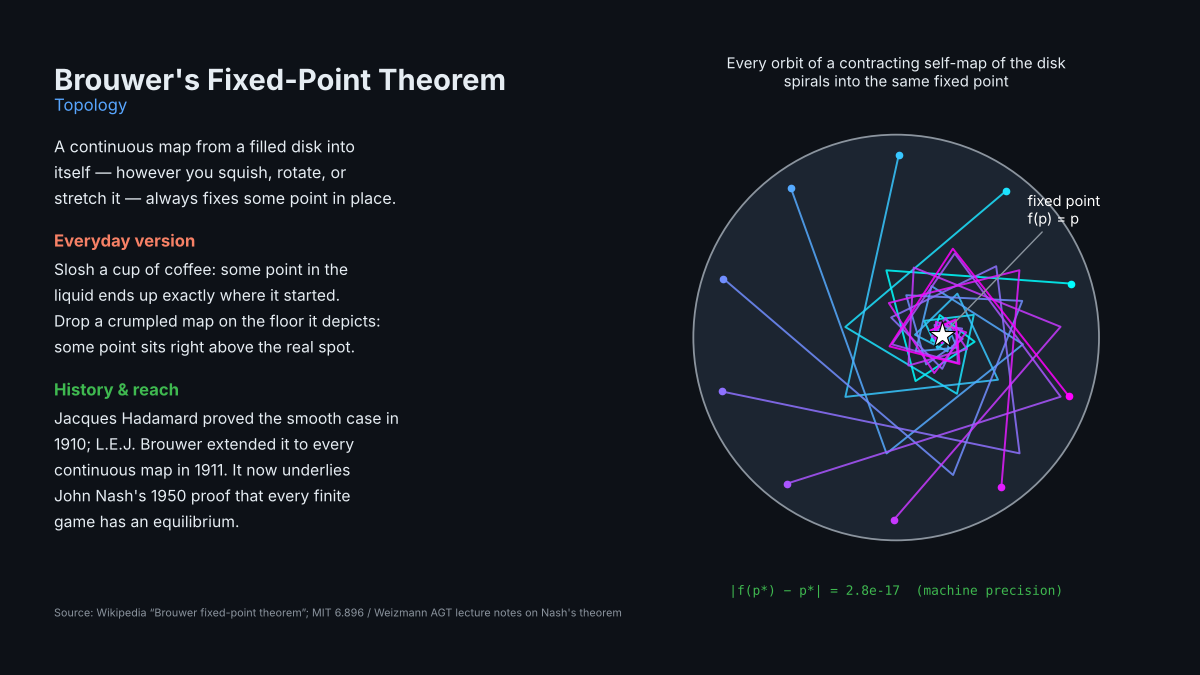 Brouwer's Fixed-Point Theorem
Topology
A continuous map from a filled disk into
itself — however you squish, rotate, or
stretch it — always fixes some point in place.
Everyday version
Slosh a cup of coffee: some point in the
liquid ends up exactly where it started.
Drop a crumpled map on the floor it depicts:
some point sits right above the real spot.
History & reach
Jacques Hadamard proved the smooth case in
1910; L.E.J. Brouwer extended it to every
continuous map in 1911. It now underlies
John Nash's 1950 proof that every finite
game has an equilibrium.
Source: Wikipedia “Brouwer fixed-point theorem”; MIT 6.896 / Weizmann AGT lecture notes on Nash's theorem
Every orbit of a contracting self-map of the disk
spirals into the same fixed point
fixed point
f(p) = p
|f(p*) − p*| = 2.8e-17  (machine precision)